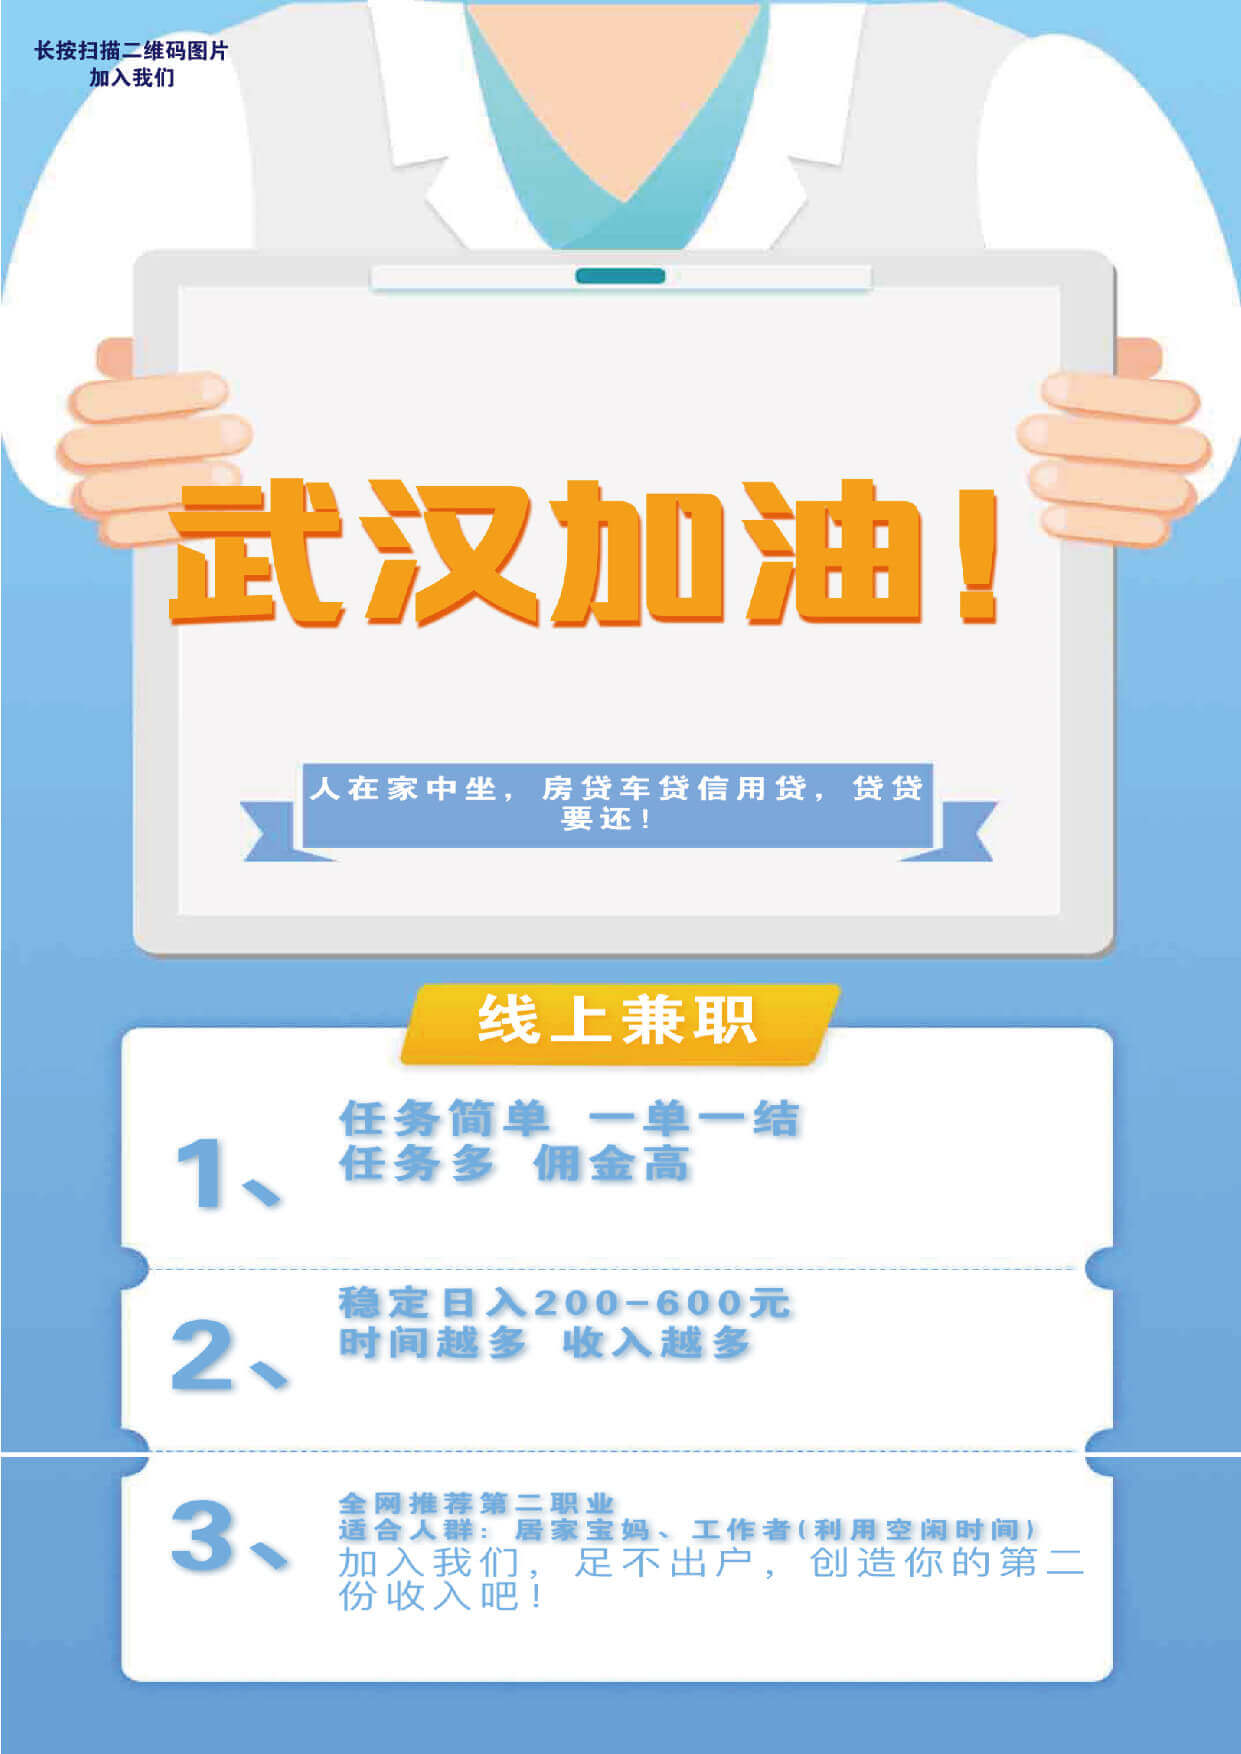 长按扫描二维码图片
加入我们
武汉加油!
人在家中坐，房贷车贷信用贷，贷贷
要还!
线上兼职
1、
任务简单 一单一结
任务多 佣金高
2、
稳定日入200-600元
时间越多 收入越多
3、
全网推荐第二职业
适合人群：居家宝妈、工作者(利用空闲时间)
加入我们，足不出户，创造你的第二
份收入吧!